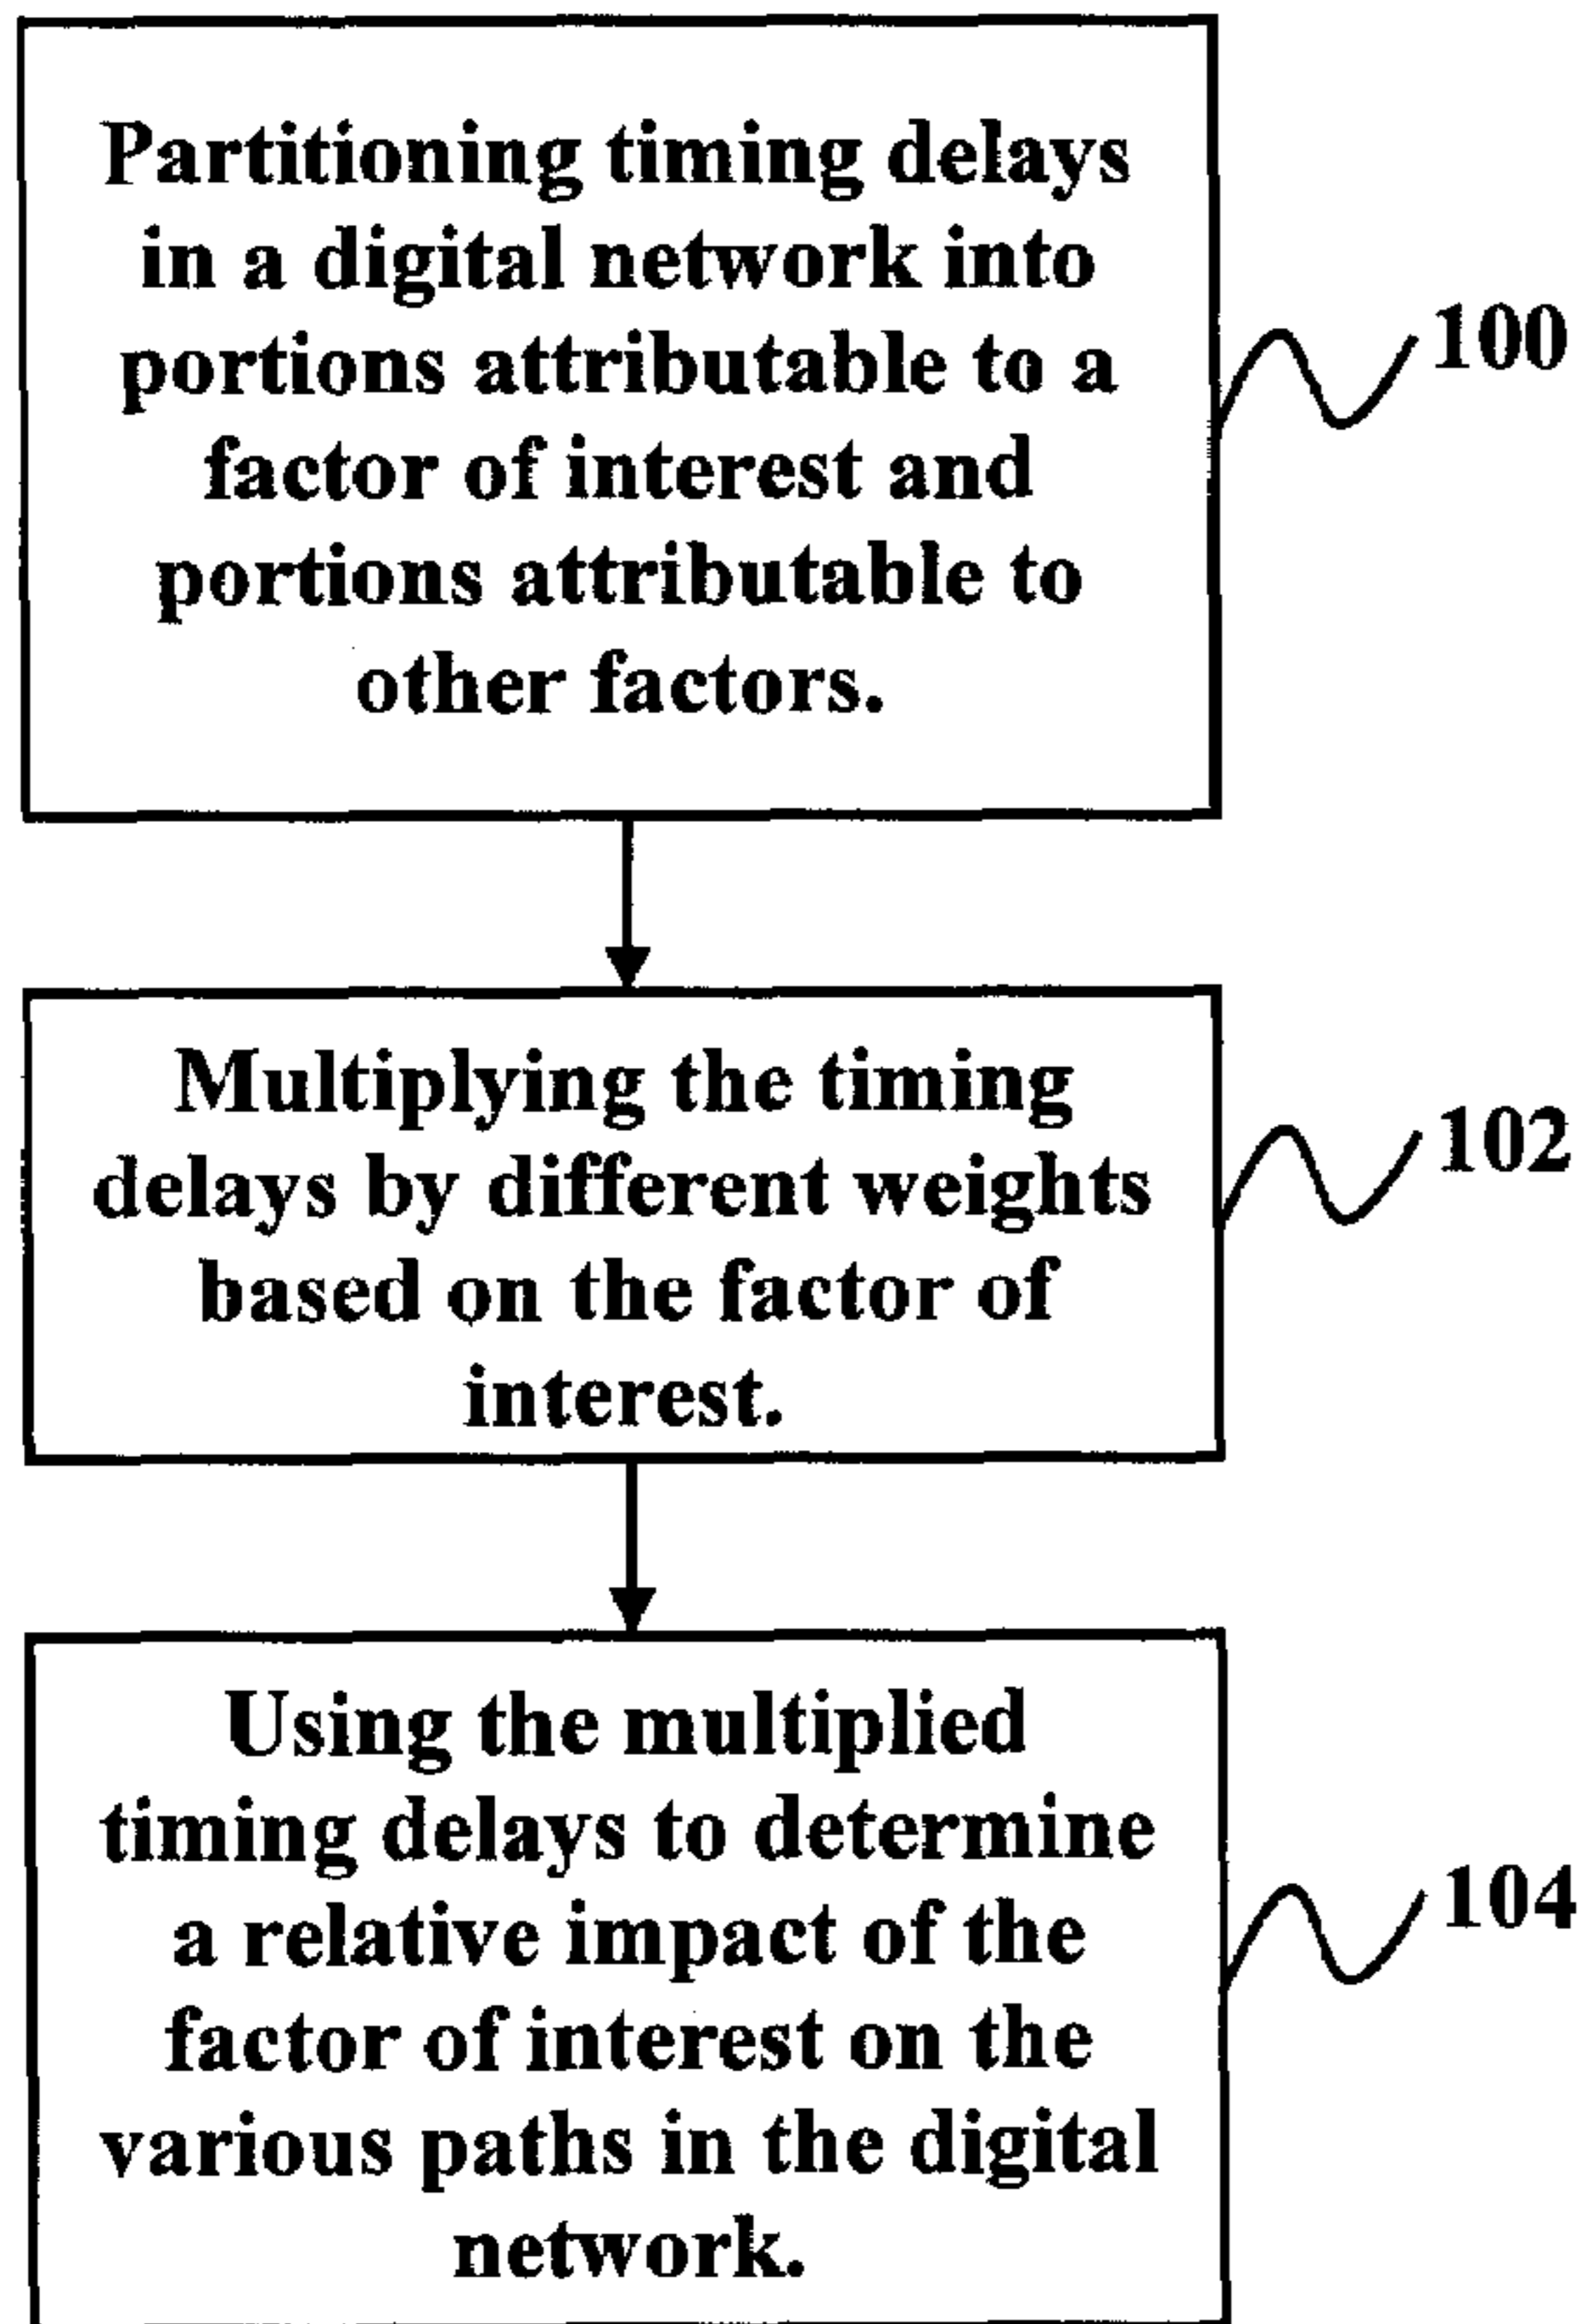 Partitioning timing delays
in a digital network into
portions attributable to a
factor of interest and
portions attributable to
other factors.
100
Multiplying the timing
delays by different weights
based on the factor of
interest.
102
Using the multiplied
timing delays to determine
a relative impact of the
factor of interest on the
various paths in the digital
network.
104